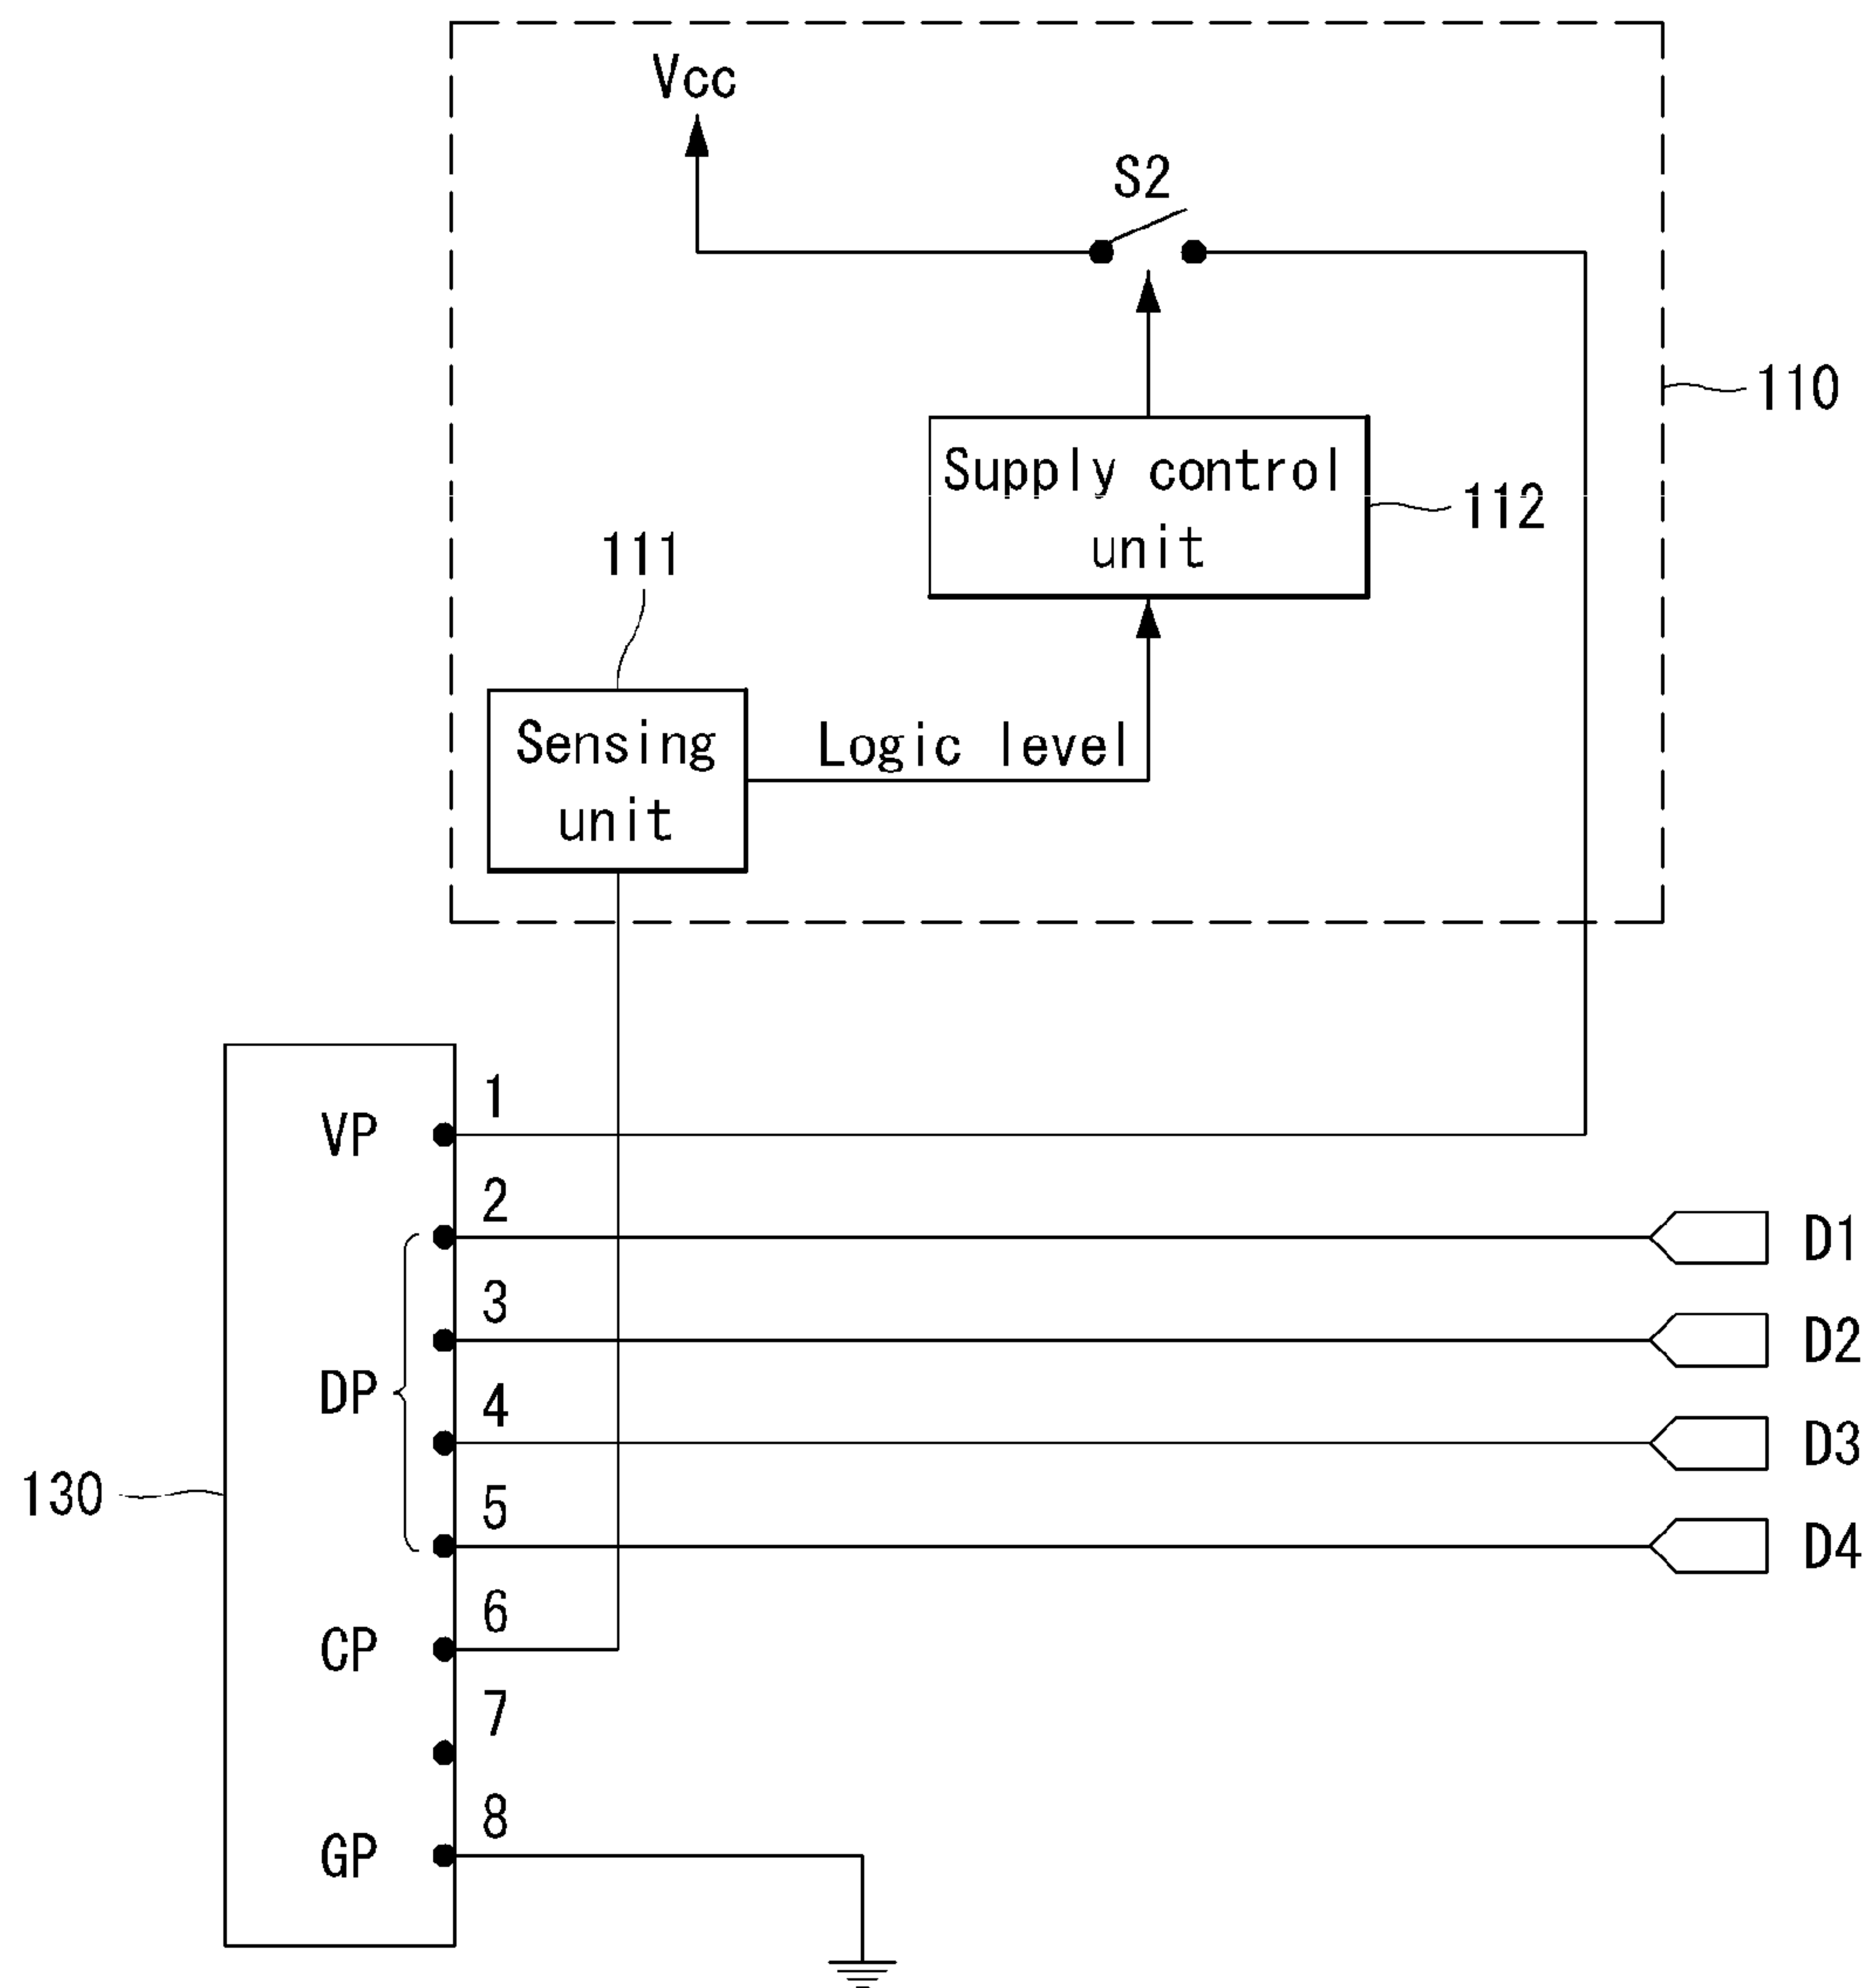 Vcc
S2
110
Supply control
unit
112
111
Sensing
unit
Logic level
1
VP
2
D1
3
D2
DP
4
D3
130
5
D4
6
CP
7
8
GP